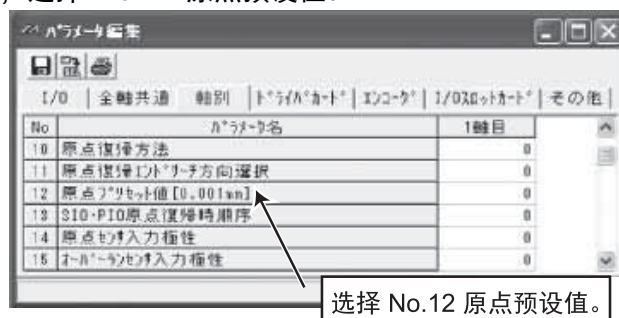 パラメータ編集
I/O 全軸共通 軸別 ドライバカード エンコーダ I/Oスロットカード その他
No パラメータ名 1軸目
10 原点復帰方法 0
11 原点復帰エンドサーチ方向選択 0
12 原点プリセット値[0.001mm] 0
13 SIO・PIO原点復帰時順序 0
14 原点センサ入力極性 0
15 オーバーランセンサ入力極性 0
选择 No.12 原点预设值。